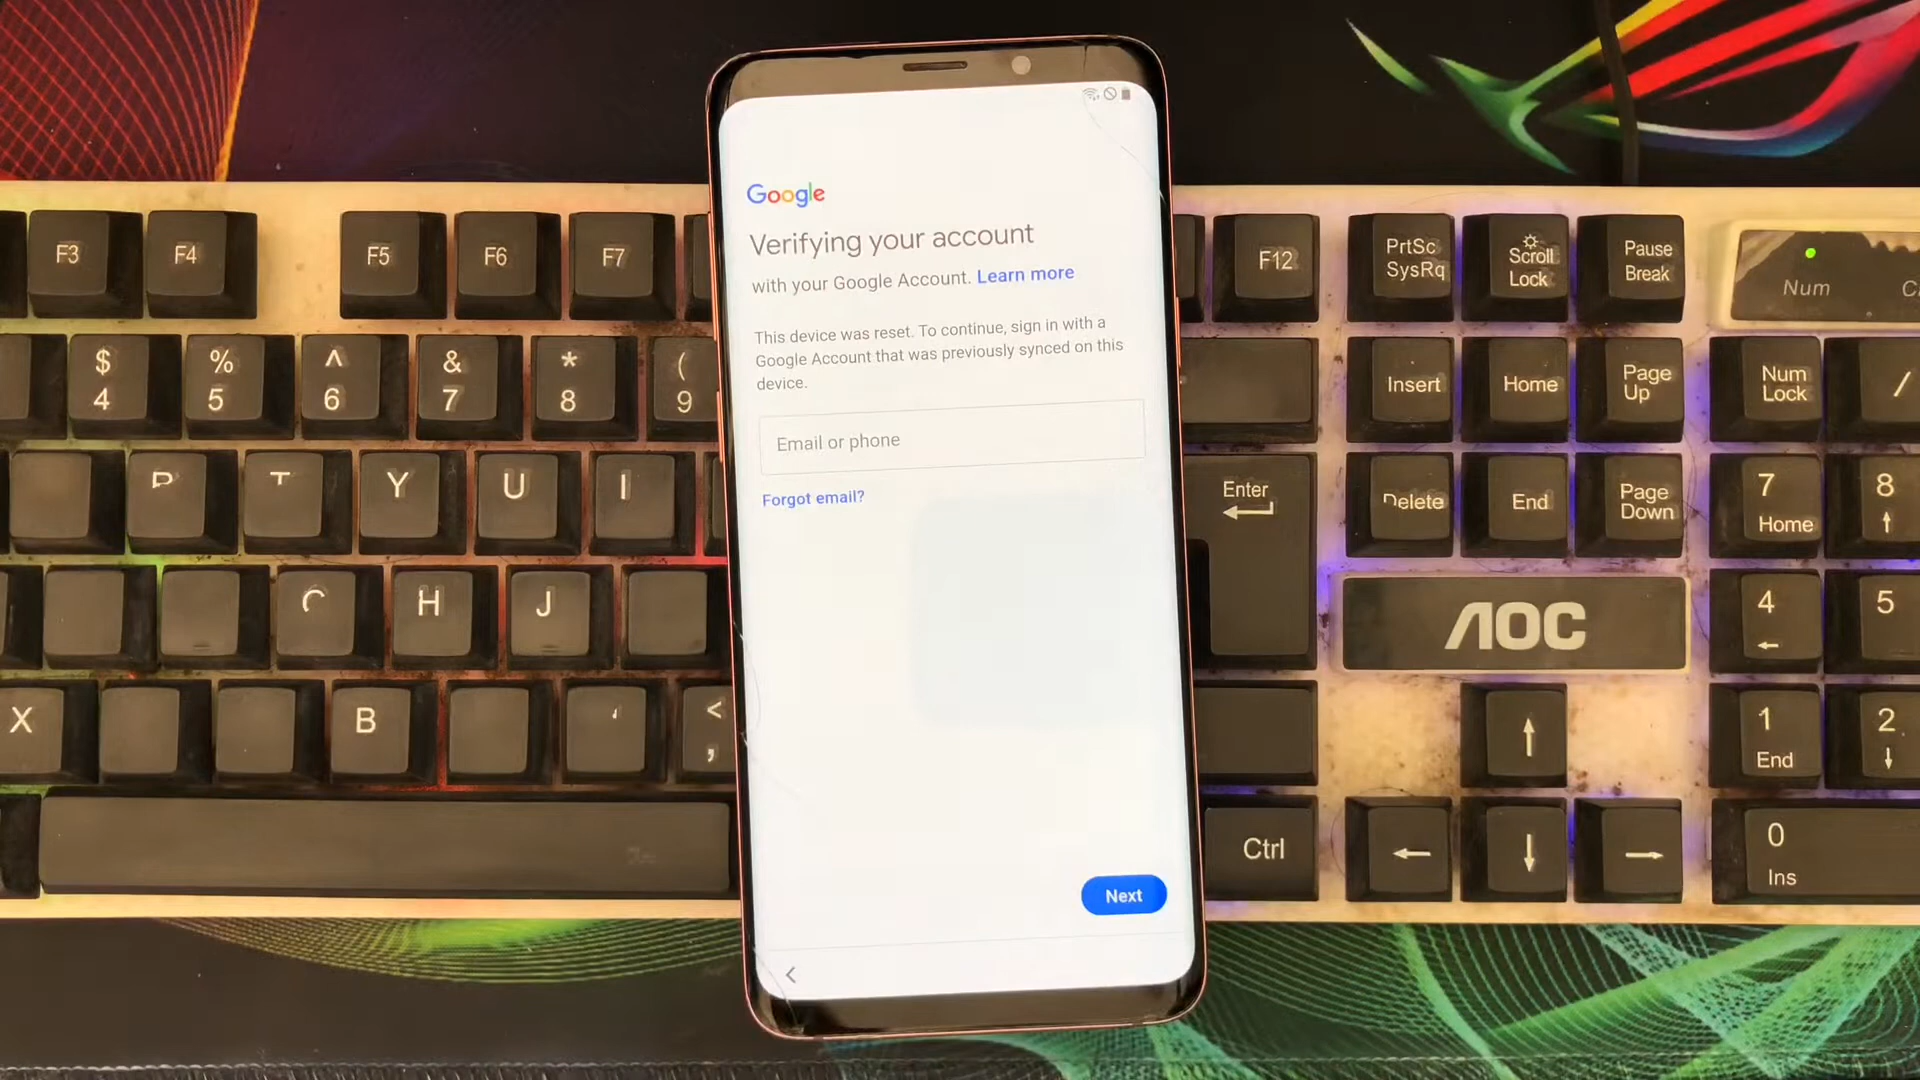 Google
Verifying your account
with your Google Account. Learn more
This device was reset. To continue, sign in with a
Google Account that was previously synced on this
device.
Email or phone
Forgot email?
Next
F3
F4
F5
F6
F7
F12
PrtSc
SysRq
Scroll
Lock
Pause
Break
Num
$
4
%
5
^
6
&
7
*
8
(
9
Insert
Home
Page
Up
Num
Lock
/
Y
U
I
Enter
Delete
End
Page
Down
7
Home
8
H
J
AOC
4
5
X
B
<
,
1
End
2
Ctrl
0
Ins